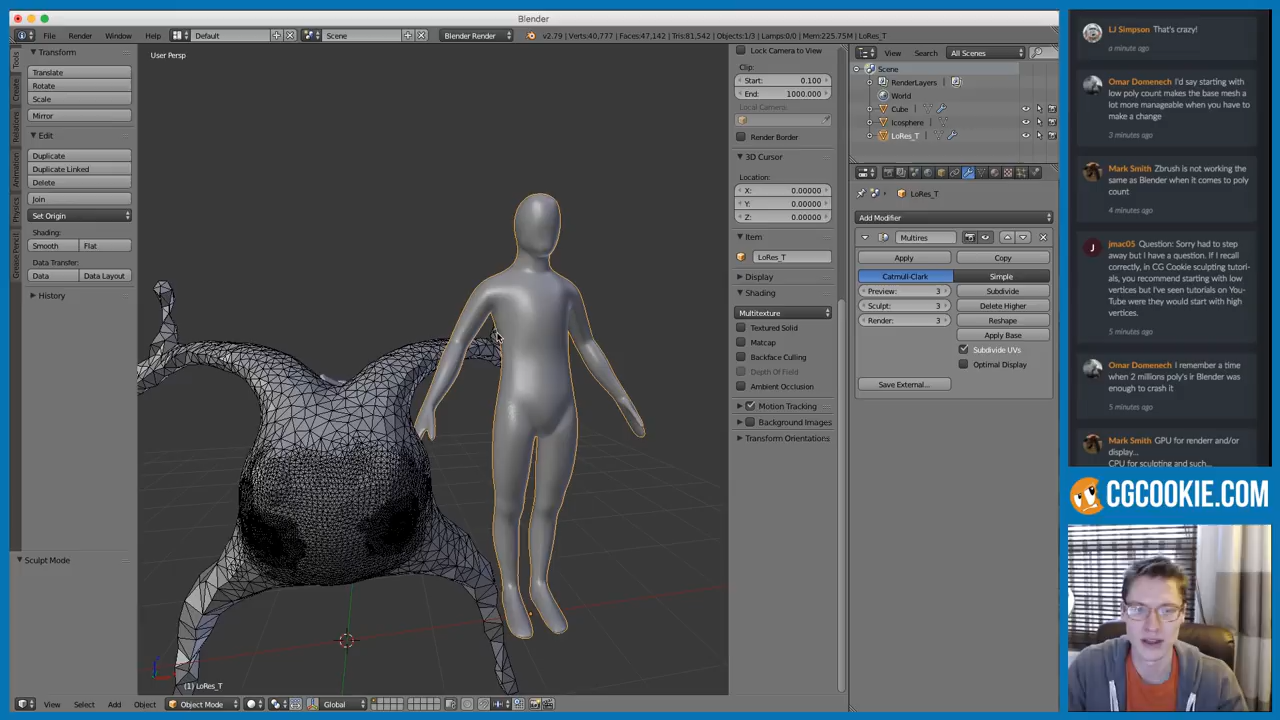 Blender
File
Render
Window
Help
Default
Scene
Blender Render
v2.79 | Verts:40,777 | Faces:47,142 | Tris:81,542 | Objects:1/3 | Lamps:0/0 | Mem:225.75M | LoRes_T
Tools
Create
Relations
Animation
Physics
Grease Pencil
Transform
Translate
Rotate
Scale
Mirror
Edit
Duplicate
Duplicate Linked
Delete
Join
Set Origin
Shading:
Smooth
Flat
Data Transfer:
Data
Data Layout
History
Sculpt Mode
User Persp
(1) LoRes_T
View
Select
Add
Object
Object Mode
Global
Lock Camera to View
Clip:
Start: 0.100
End: 1000.000
Local Camera:
Render Border
3D Cursor
Location:
X: 0.00000
Y: 0.00000
Z: 0.00000
Item
LoRes_T
Display
Shading
Multitexture
Textured Solid
Matcap
Backface Culling
Depth Of Field
Ambient Occlusion
Motion Tracking
Background Images
Transform Orientations
View
Search
All Scenes
Scene
RenderLayers
World
Cube
Icosphere
LoRes_T
LoRes_T
Add Modifier
Multires
Apply
Copy
Catmull-Clark
Simple
Preview: 3
Subdivide
Sculpt: 3
Delete Higher
Render: 3
Reshape
Apply Base
Subdivide UVs
Optimal Display
Save External...
LJ Simpson That's crazy!
a minute ago
Omar Domenech I'd say starting with
low poly count makes the base mesh a
lot more manageable when you have to
make a change
3 minutes ago
Mark Smith Zbrush is not working the
same as Blender when it comes to poly
count
4 minutes ago
J
jmac05 Question: Sorry had to step
away but I have a question. If I recall
correctly, in CG Cookie sculpting tutori-
als, you recommend starting with low
vertices but I've seen tutorials on You-
Tube were they would start with high
vertices.
5 minutes ago
Omar Domenech I remember a time
when 2 millions poly's ir Blender was
enough to crash it
5 minutes ago
Mark Smith GPU for renderr and/or
display...
CPU for sculpting and such...
CGCOOKIE.COM